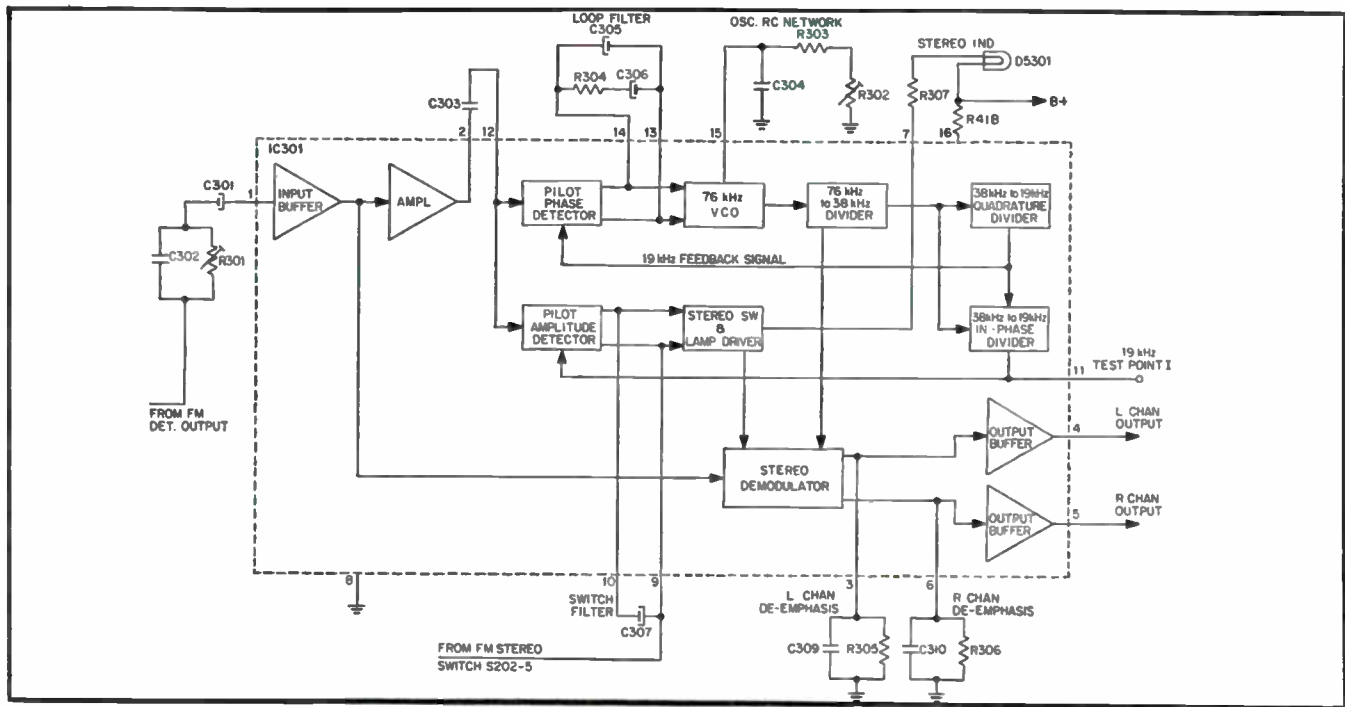 LOOP FILTER
C305
R304
C306
OSC. RC NETWORK
R303
C304
R302
STEREO IND
D5301
R307
B+
R418
C303
2
12
14
13
15
7
16
IC301
C301
1
INPUT
BUFFER
AMPL
PILOT
PHASE
DETECTOR
76 kHz
VCO
76 kHz
to 38 kHz
DIVIDER
38kHz to 19kHz
QUADRATURE
DIVIDER
C302
R301
19 kHz FEEDBACK SIGNAL
PILOT
AMPLITUDE
DETECTOR
STEREO SW
&
LAMP DRIVER
38kHz to 19kHz
IN-PHASE
DIVIDER
11
19 kHz
TEST POINT I
FROM FM
DET. OUTPUT
STEREO
DEMODULATOR
OUTPUT
BUFFER
4
L CHAN
OUTPUT
OUTPUT
BUFFER
5
R CHAN
OUTPUT
8
10
9
3
6
SWITCH
FILTER
C307
L CHAN
DE-EMPHASIS
R CHAN
DE-EMPHASIS
FROM FM STEREO
SWITCH S202-5
C309
R305
C310
R306